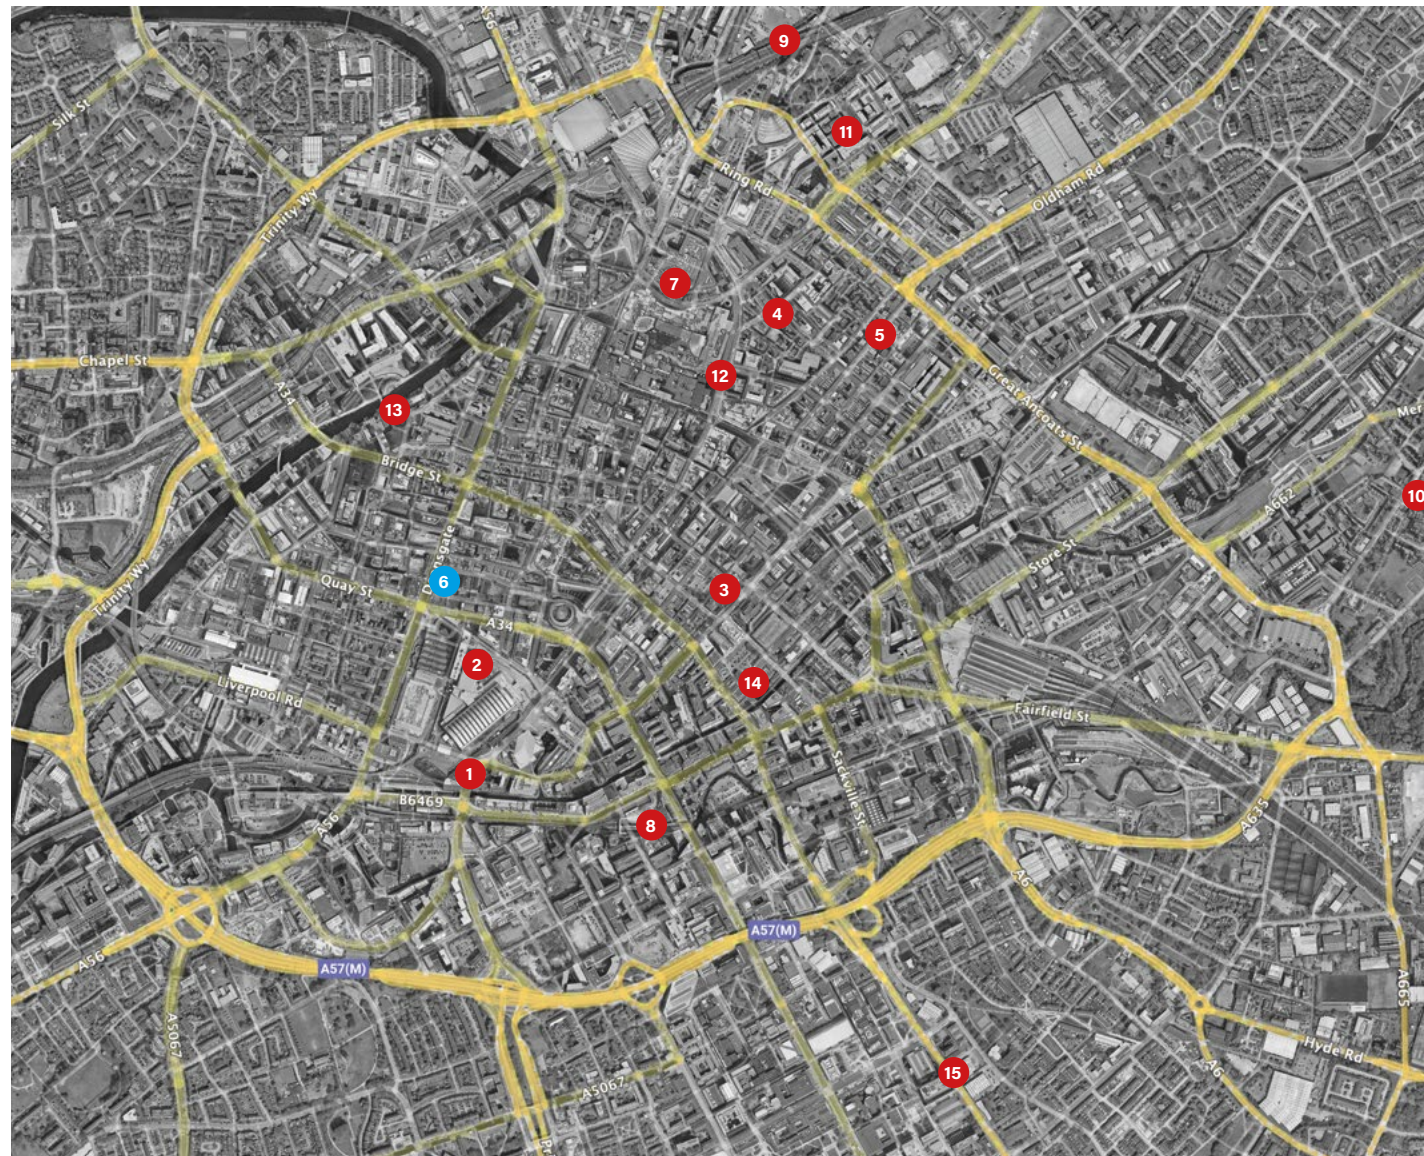 A56
9
Silk St
11
Ring Rd
Oldham Rd
Trinity Wy
7
4
5
Chapel St
12
A34
Great Ancoats St
13
Bridge St
A662
10
Store St
Trinity Wy
Quay St
6
3
A34
2
Liverpool Rd
14
Fairfield St
1
B6469
Sackville St
A56
8
A635
A6
A57(M)
A56
A57(M)
A665
A5067
Hyde Rd
15
A6
A5067